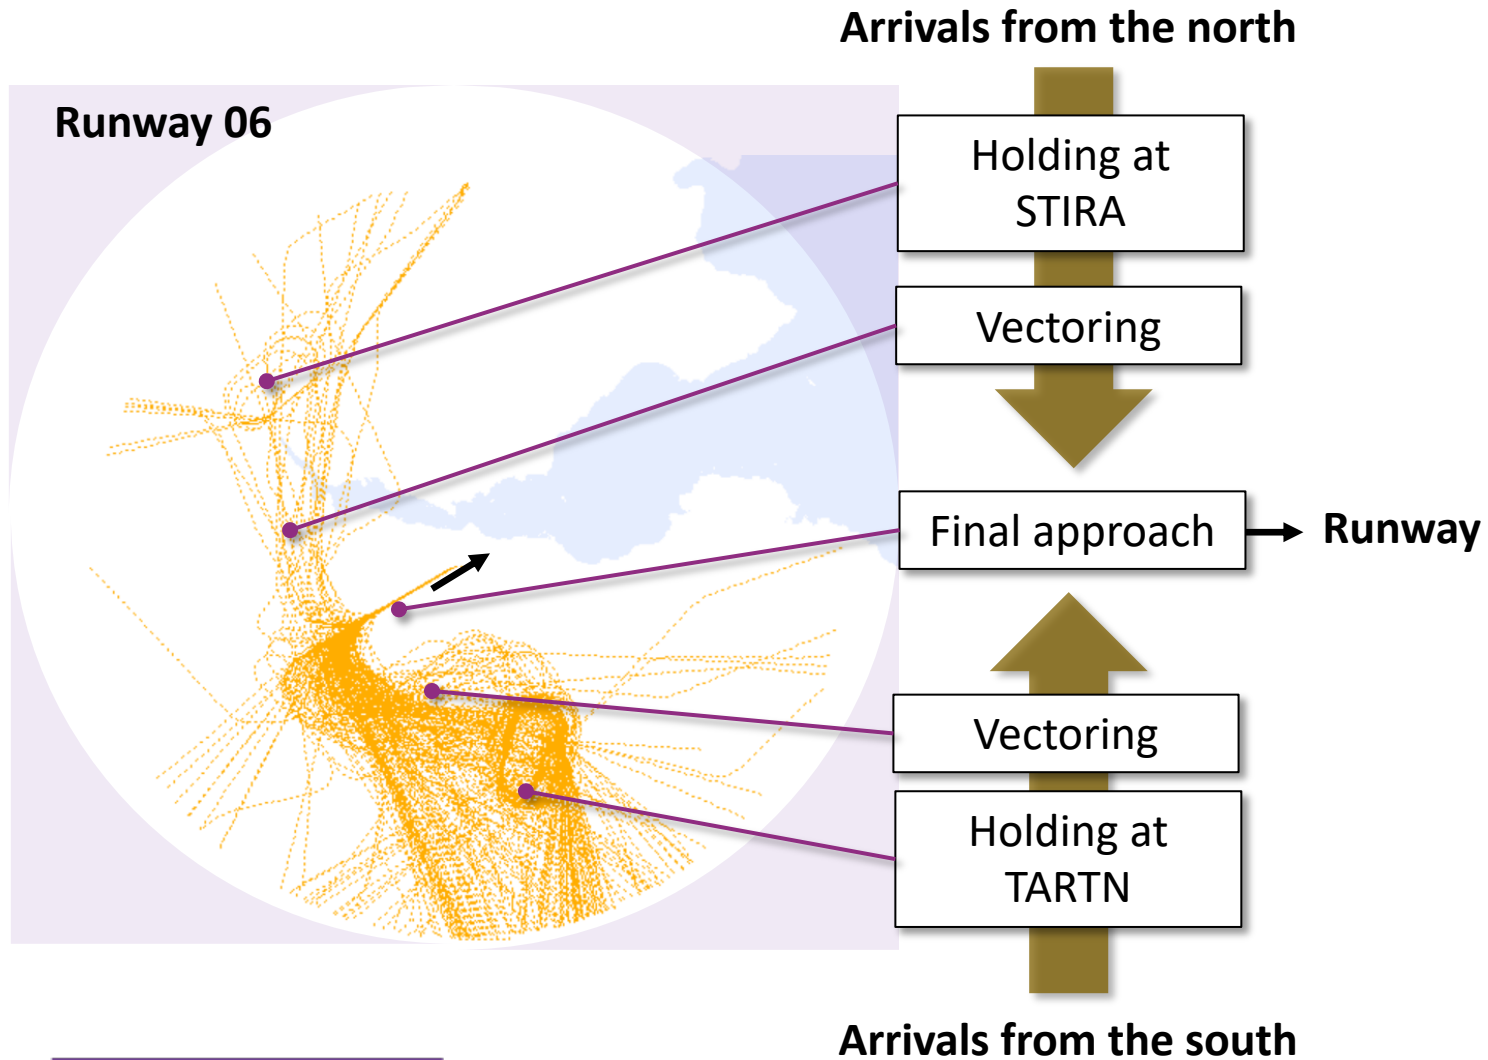 Arrivals from the north
Runway 06
Holding at
STIRA
Vectoring
Final approach
Runway
Vectoring
Holding at
TARTN
Arrivals from the south